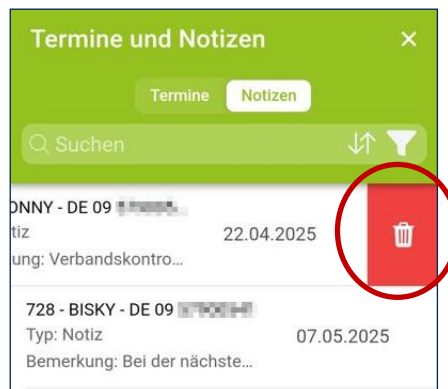 Termine und Notizen
Termine Notizen
Suchen
ONNY - DE 09
tiz 22.04.2025
ung: Verbandskontro...
728 - BISKY - DE 09
Typ: Notiz 07.05.2025
Bemerkung: Bei der nächste...